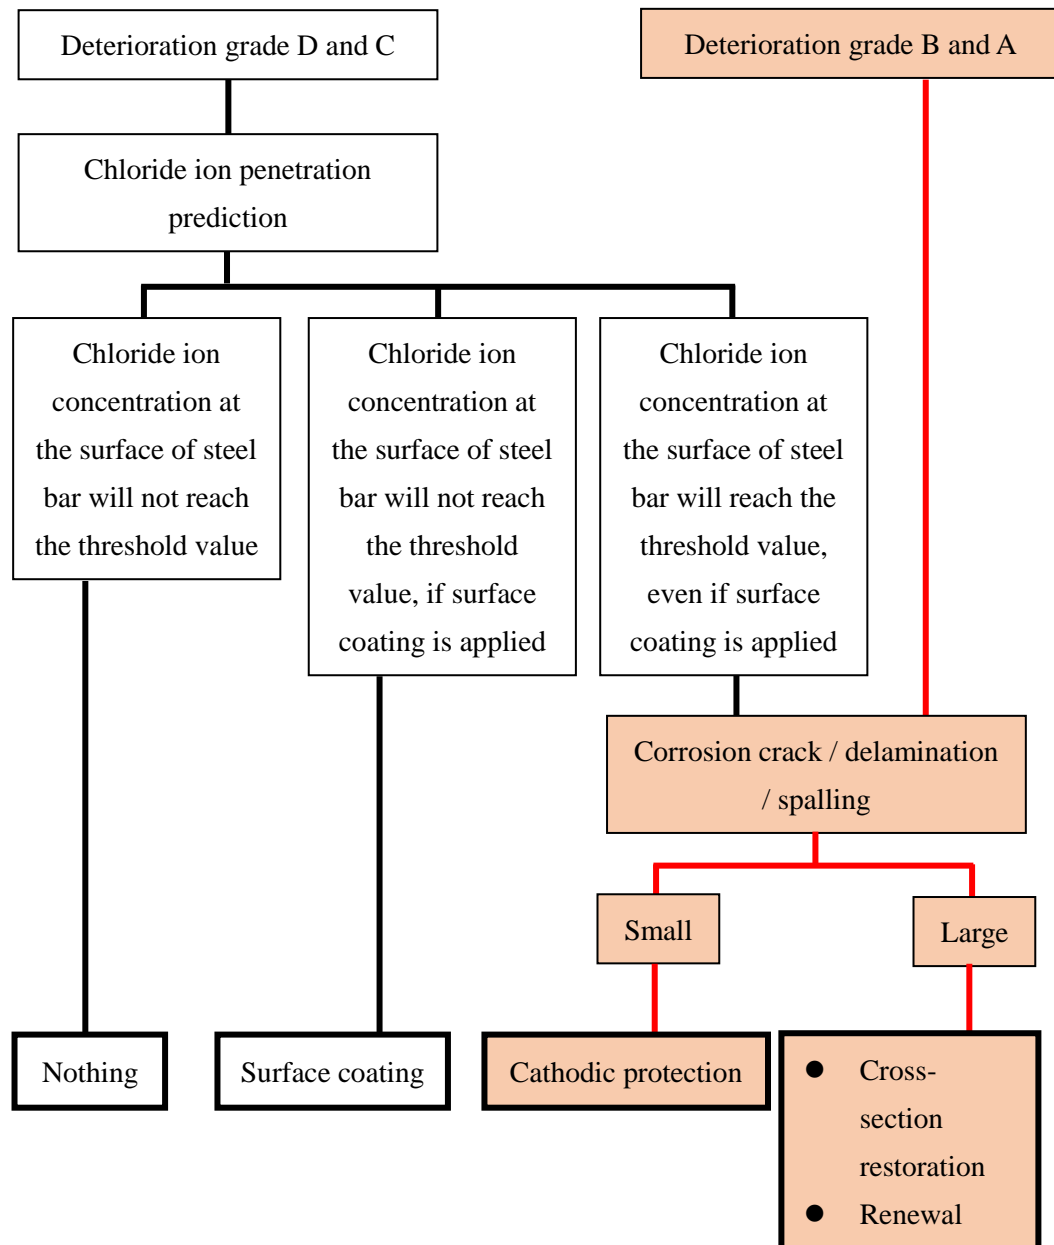 Deterioration grade D and C
Deterioration grade B and A
Chloride ion penetration
prediction
Chloride ion
concentration at
the surface of steel
bar will not reach
the threshold value
Chloride ion
concentration at
the surface of steel
bar will not reach
the threshold
value, if surface
coating is applied
Chloride ion
concentration at
the surface of steel
bar will reach the
threshold value,
even if surface
coating is applied
Corrosion crack / delamination
/ spalling
Small
Large
Nothing
Surface coating
Cathodic protection
● Cross-
section
restoration
● Renewal